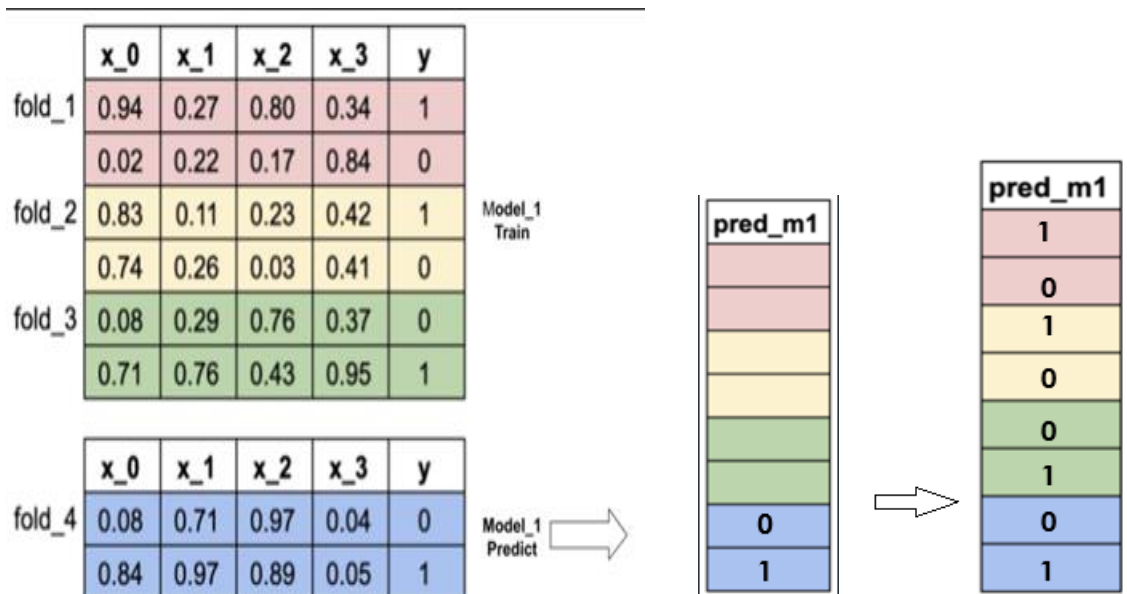 x_0 x_1 x_2 x_3 y
fold_1 0.94 0.27 0.80 0.34 1
0.02 0.22 0.17 0.84 0
fold_2 0.83 0.11 0.23 0.42 1
0.74 0.26 0.03 0.41 0
fold_3 0.08 0.29 0.76 0.37 0
0.71 0.76 0.43 0.95 1
Model_1
Train
x_0 x_1 x_2 x_3 y
fold_4 0.08 0.71 0.97 0.04 0
0.84 0.97 0.89 0.05 1
Model_1
Predict
pred_m1
0
1
pred_m1
1
0
1
0
0
1
0
1